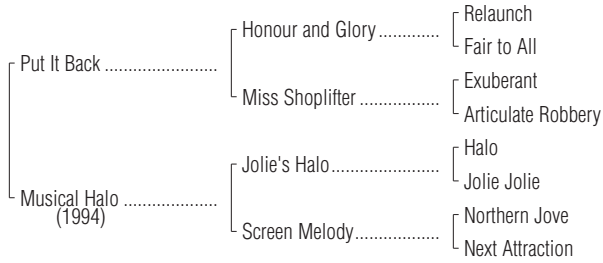 Relaunch
Honour and Glory .............
Fair to All
Put It Back .......................
Exuberant
Miss Shoplifter .................
Articulate Robbery
Halo
Jolie's Halo ......................
Jolie Jolie
Musical Halo ...................
(1994)
Northern Jove
Screen Melody .................
Next Attraction